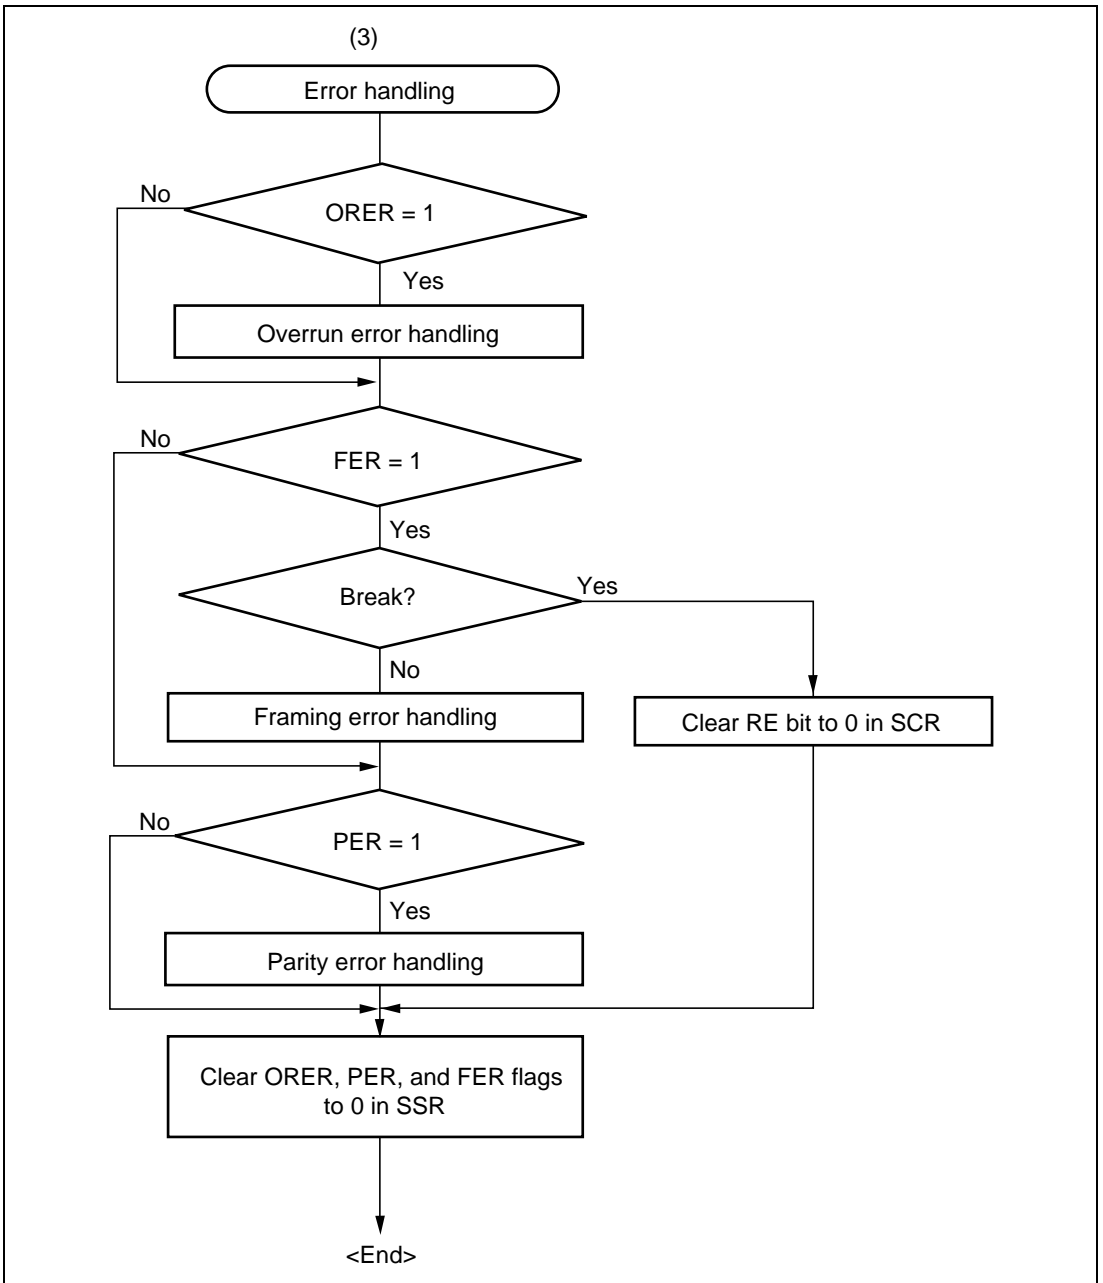 (3)
Error handling
No
ORER = 1
Yes
Overrun error handling
No
FER = 1
Yes
Break?
Yes
No
Framing error handling
Clear RE bit to 0 in SCR
No
PER = 1
Yes
Parity error handling
Clear ORER, PER, and FER flags
to 0 in SSR
<End>